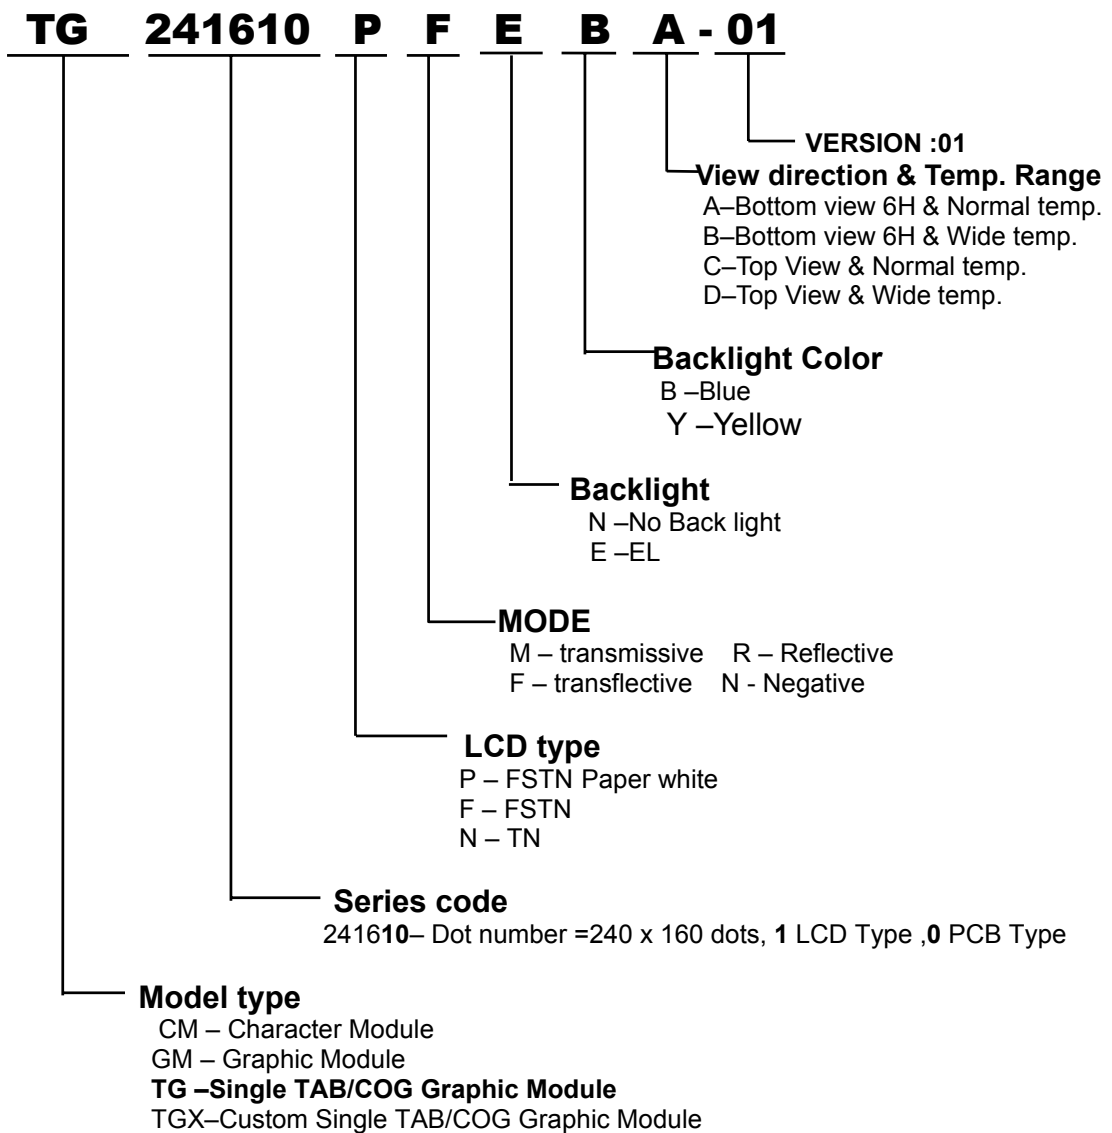 TG 241610 P F E B A - 01
VERSION :01
View direction & Temp. Range
A–Bottom view 6H & Normal temp.
B–Bottom view 6H & Wide temp.
C–Top View & Normal temp.
D–Top View & Wide temp.
Backlight Color
B –Blue
Y –Yellow
Backlight
N –No Back light
E –EL
MODE
M – transmissive R – Reflective
F – transflective N - Negative
LCD type
P – FSTN Paper white
F – FSTN
N – TN
Series code
241610– Dot number =240 x 160 dots, 1 LCD Type ,0 PCB Type
Model type
CM – Character Module
GM – Graphic Module
TG –Single TAB/COG Graphic Module
TGX–Custom Single TAB/COG Graphic Module